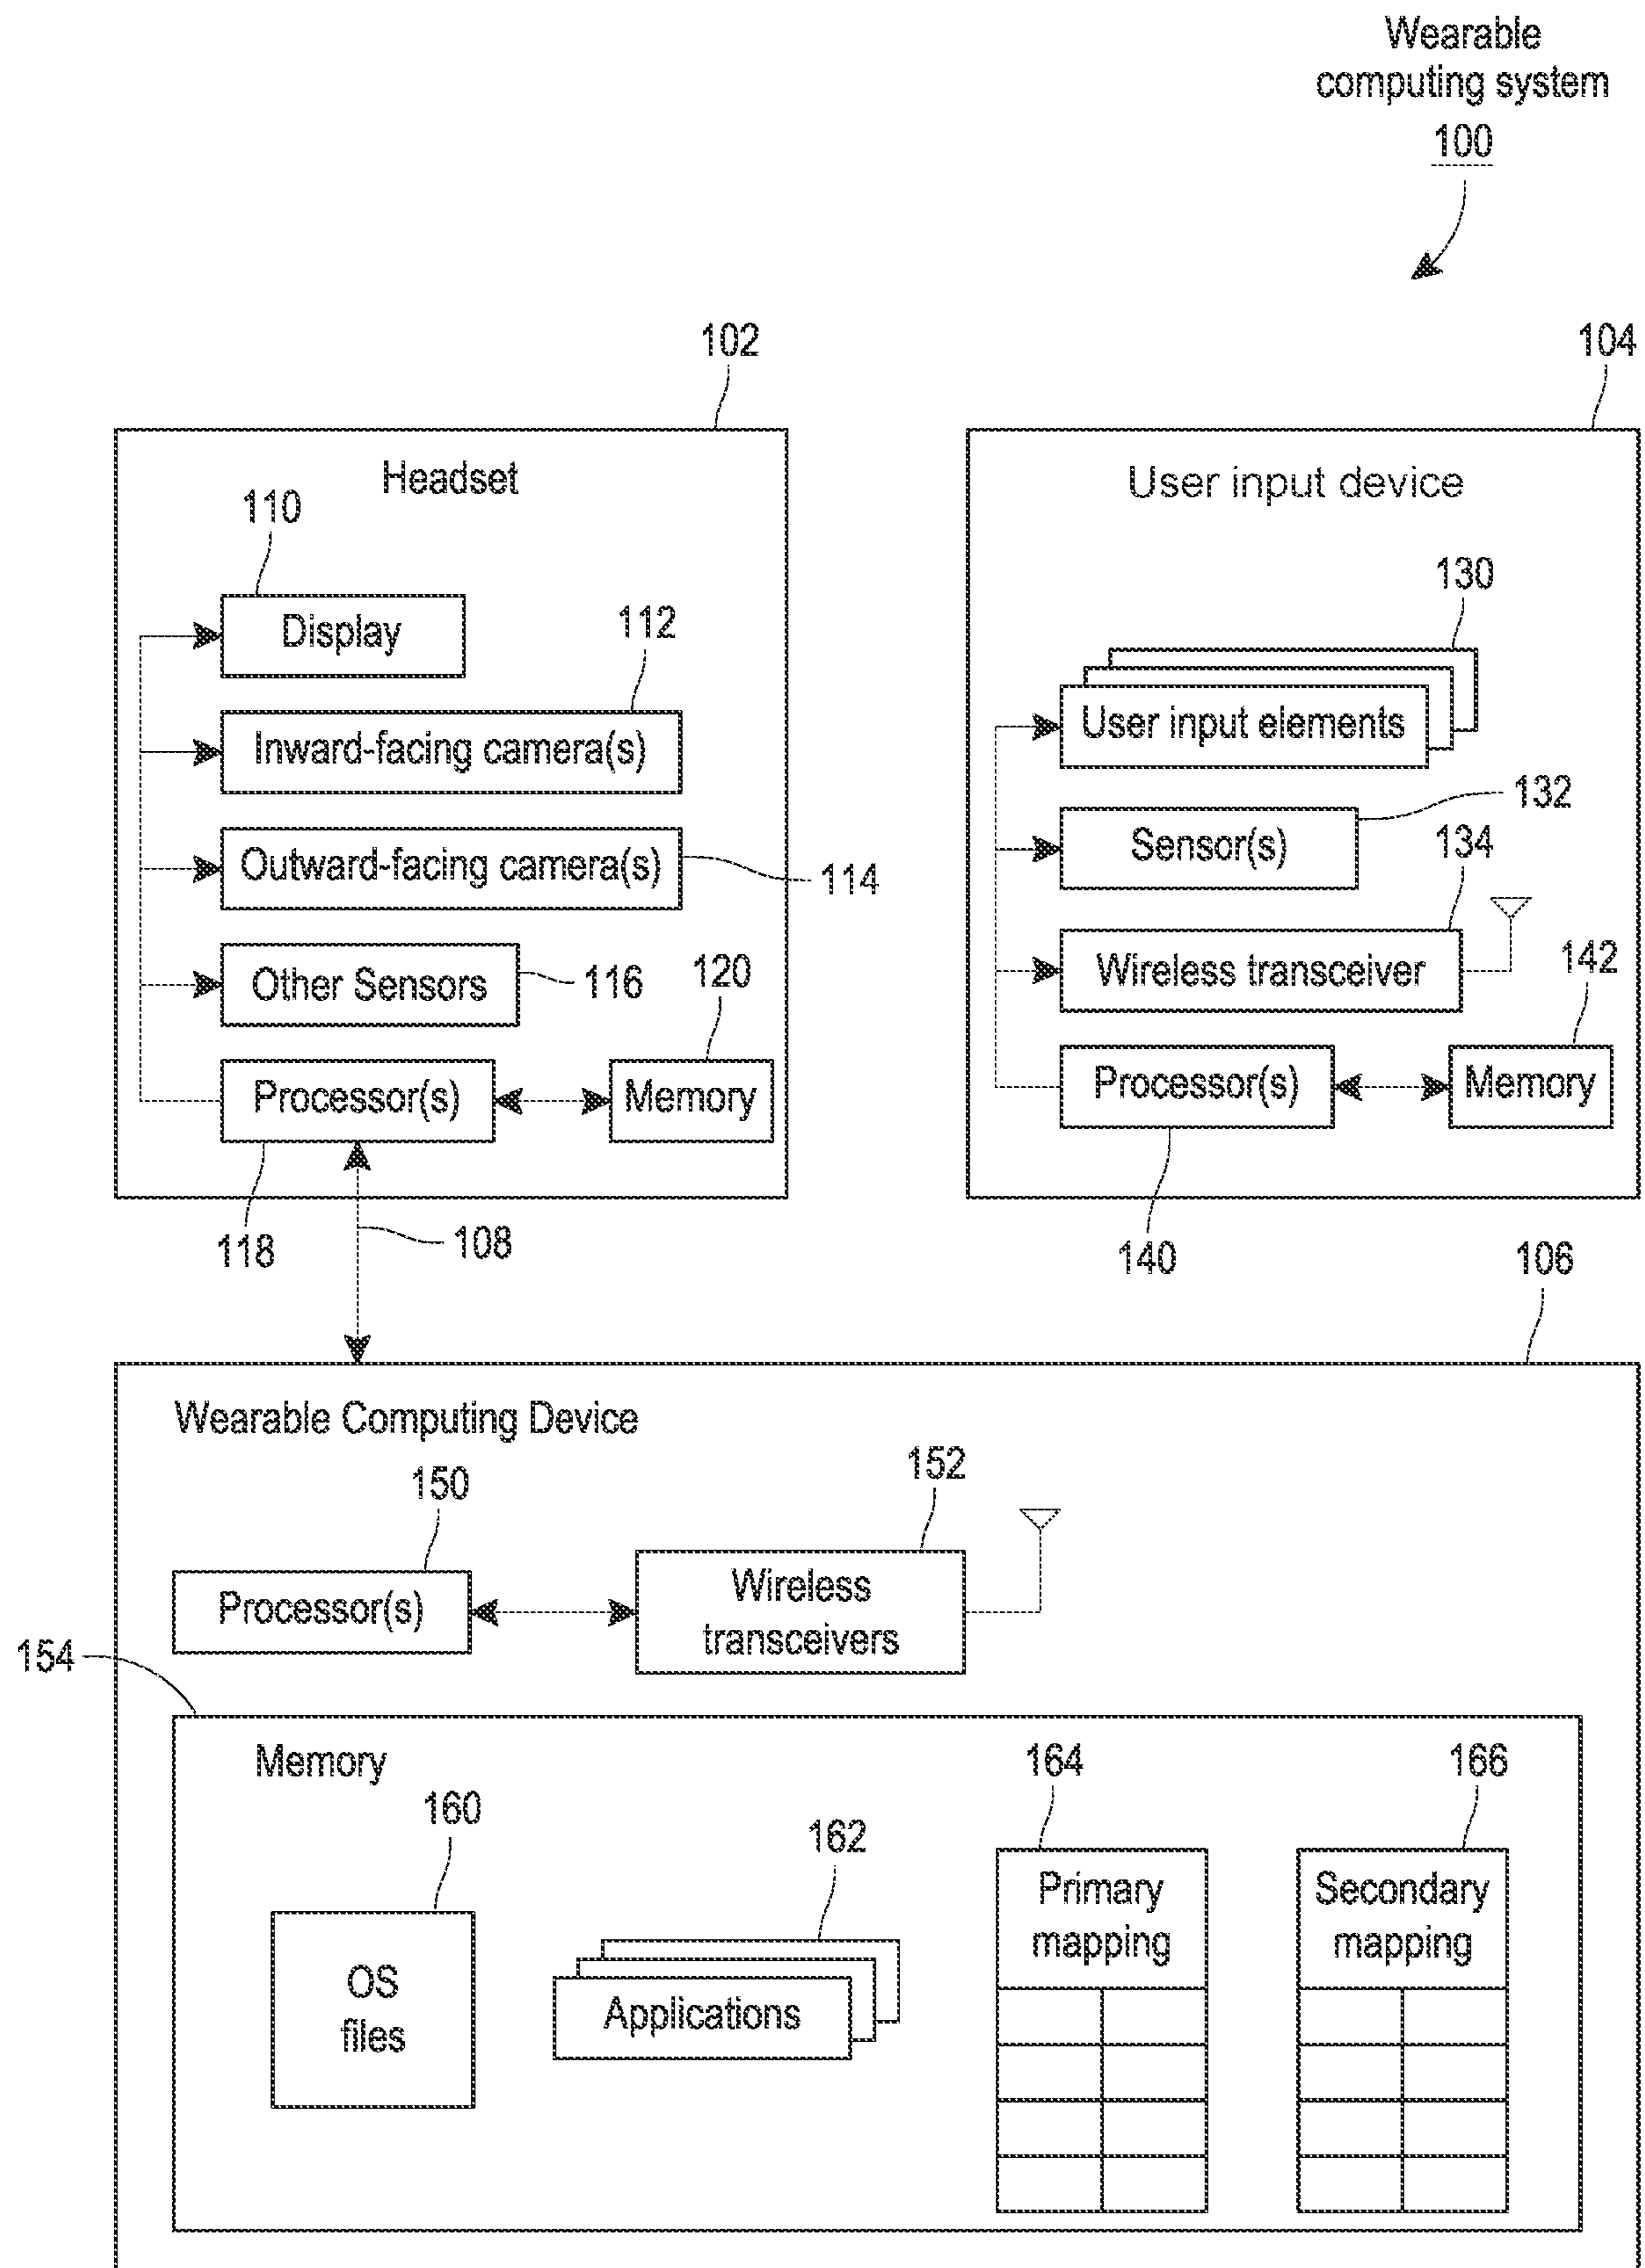 Wearable
computing system
100
102
104
Headset
110
Display
112
Inward-facing camera(s)
Outward-facing camera(s)
114
Other Sensors
116
120
Processor(s)
Memory
118
108
User input device
130
User input elements
132
Sensor(s)
134
Wireless transceiver
142
Processor(s)
Memory
140
106
Wearable Computing Device
150
152
Processor(s)
Wireless
transceivers
154
Memory
160
OS
files
162
Applications
164
Primary
mapping
166
Secondary
mapping